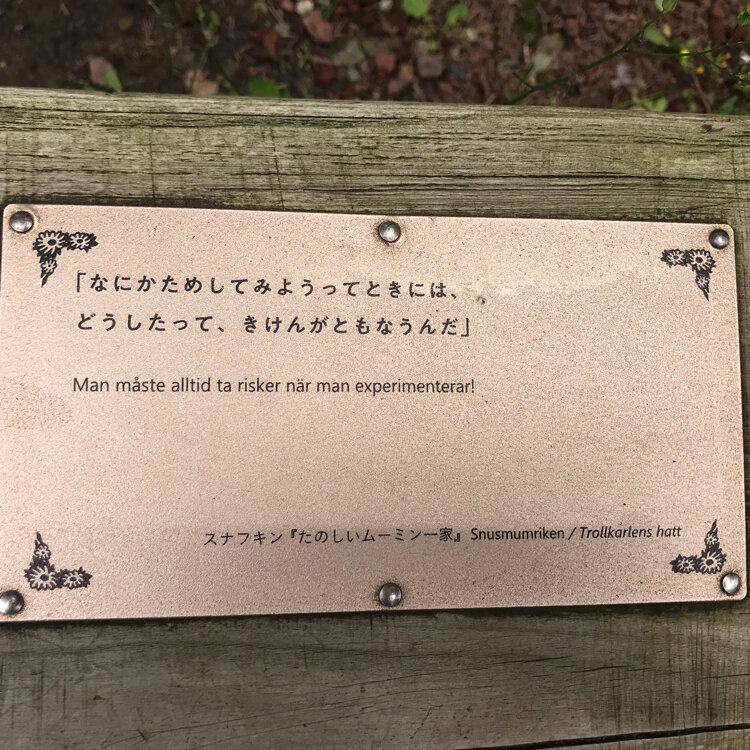 「なにかためしてみようってときには、
どうしたって、きけんがともなうんだ」
Man måste alltid ta risker när man experimenterar!
スナフキン『たのしいムーミン一家』 Snusmumriken / Trollkarlens hatt